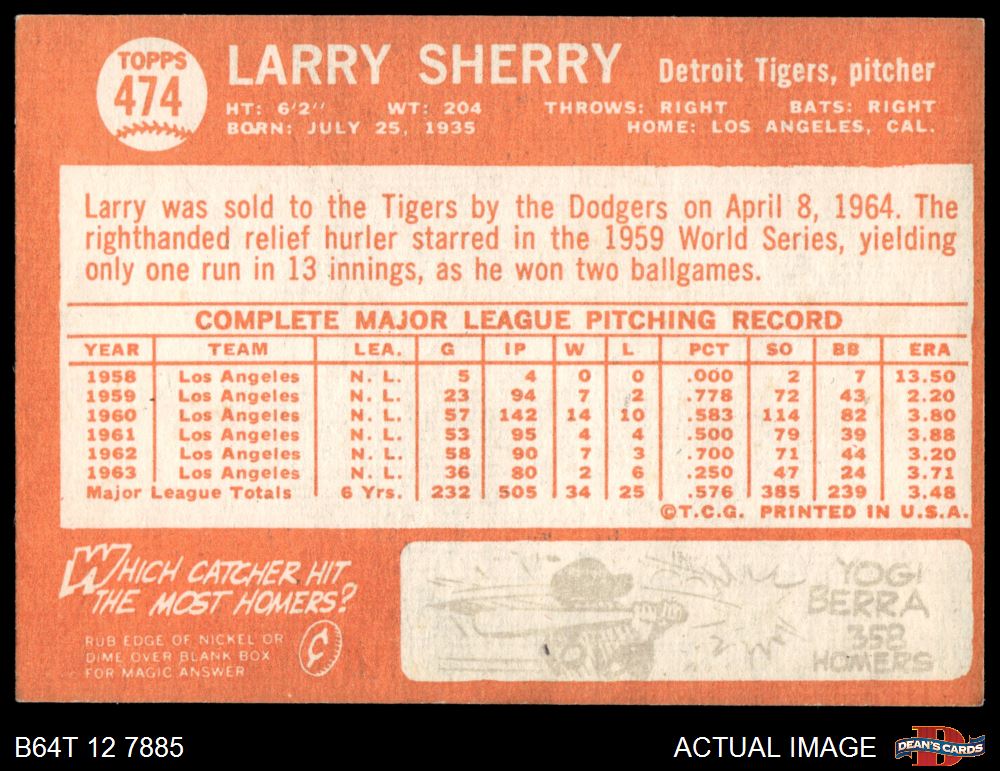 TOPPS
474
LARRY SHERRY Detroit Tigers, pitcher
HT: 6'2" WT: 204 THROWS: RIGHT BATS: RIGHT
BORN: JULY 25, 1935 HOME: LOS ANGELES, CAL.
Larry was sold to the Tigers by the Dodgers on April 8, 1964. The
righthanded relief hurler starred in the 1959 World Series, yielding
only one run in 13 innings, as he won two ballgames.
COMPLETE MAJOR LEAGUE PITCHING RECORD
YEAR TEAM LEA. G IP W L PCT SO BB ERA
1958 Los Angeles N. L. 5 4 0 0 .000 2 7 13.50
1959 Los Angeles N. L. 23 94 7 2 .778 72 43 2.20
1960 Los Angeles N. L. 57 142 14 10 .583 114 82 3.80
1961 Los Angeles N. L. 53 95 4 4 .500 79 39 3.88
1962 Los Angeles N. L. 58 90 7 3 .700 71 44 3.20
1963 Los Angeles N. L. 36 80 2 6 .250 47 24 3.71
Major League Totals 6 Yrs. 232 505 34 25 .576 385 239 3.48
©T.C.G. PRINTED IN U.S.A.
WHICH CATCHER HIT
THE MOST HOMERS?
RUB EDGE OF NICKEL OR
DIME OVER BLANK BOX
FOR MAGIC ANSWER
¢
YOGI
BERRA
358
HOMERS
B64T 12 7885 ACTUAL IMAGE
D
DEAN'S CARDS